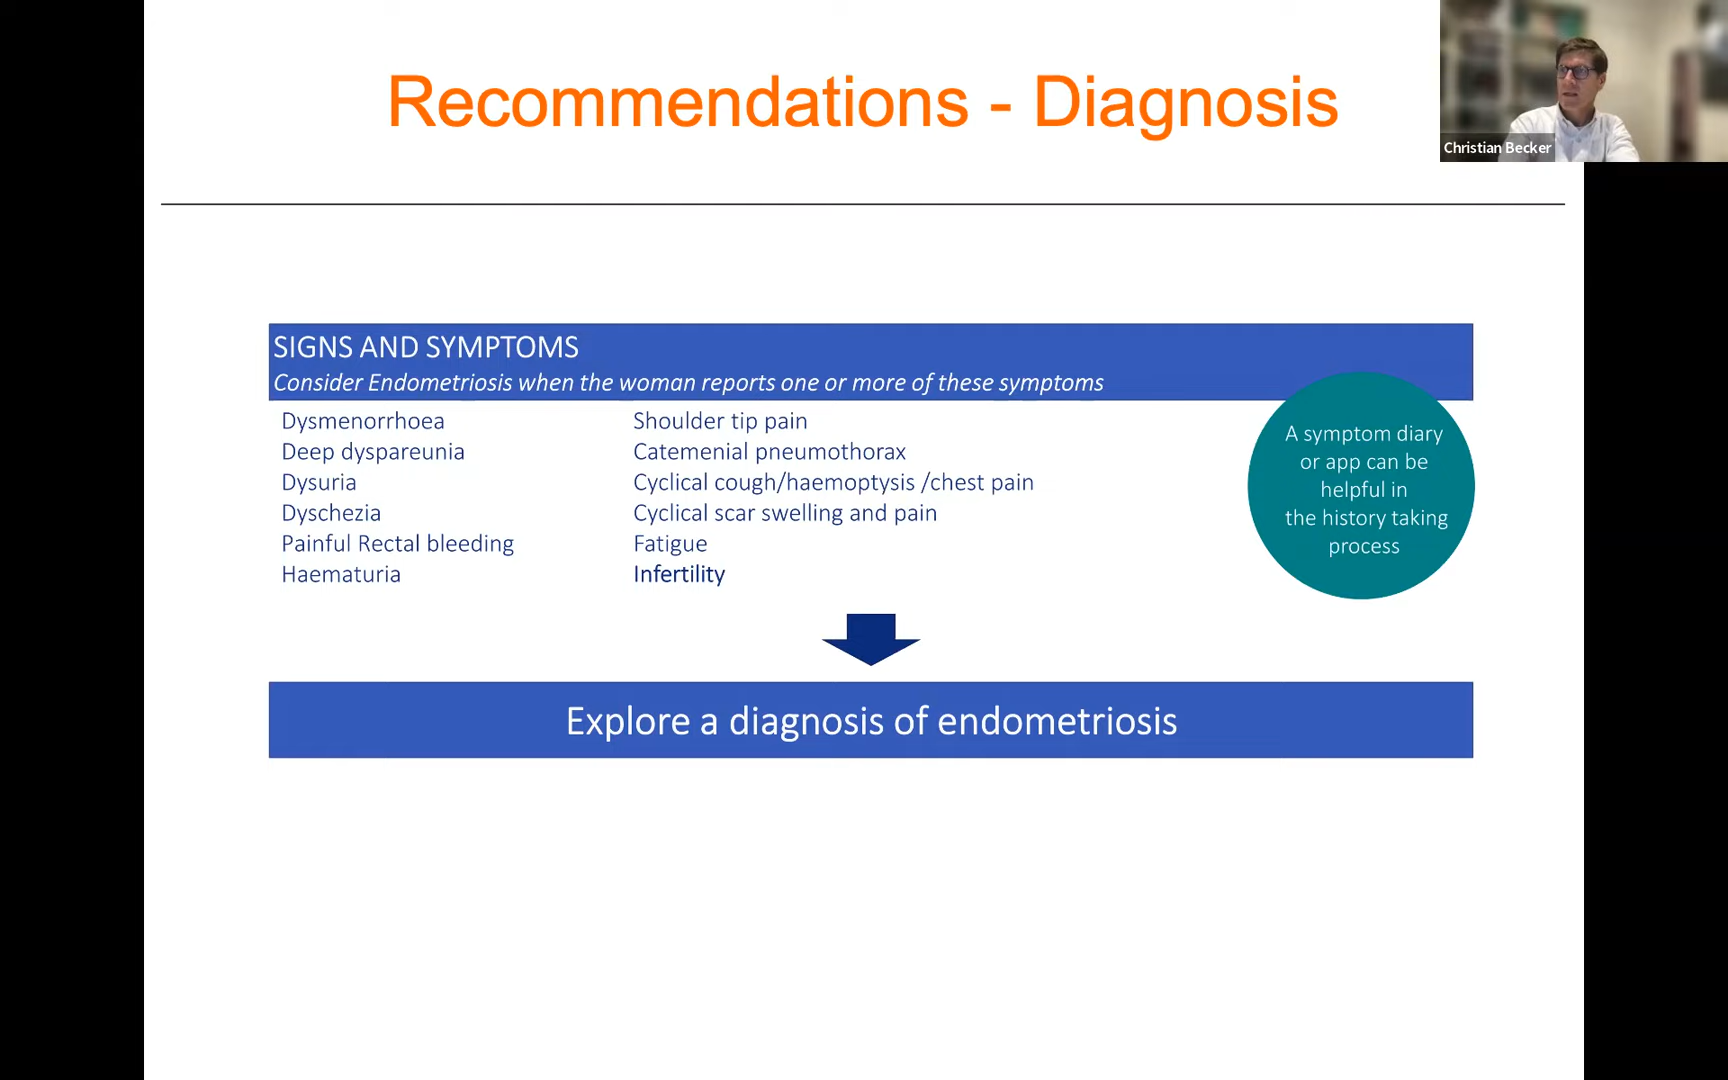 Recommendations - Diagnosis
Christian Becker
SIGNS AND SYMPTOMS
Consider Endometriosis when the woman reports one or more of these symptoms
Dysmenorrhoea
Deep dyspareunia
Dysuria
Dyschezia
Painful Rectal bleeding
Haematuria
Shoulder tip pain
Catemenial pneumothorax
Cyclical cough/haemoptysis /chest pain
Cyclical scar swelling and pain
Fatigue
Infertility
A symptom diary
or app can be
helpful in
the history taking
process
Explore a diagnosis of endometriosis